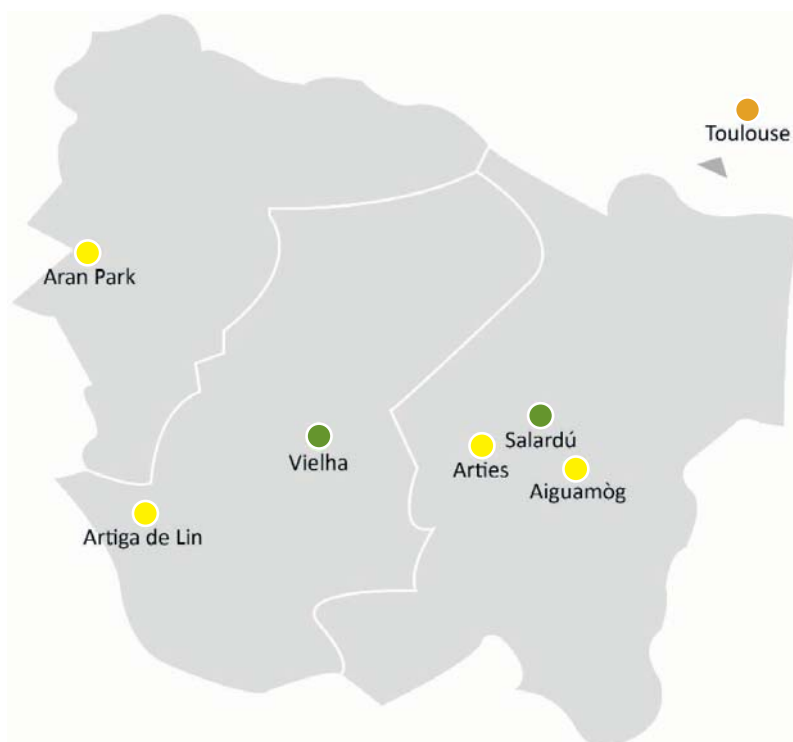 Toulouse
Aran Park
Salardú
Vielha
Arties
Aiguamòg
Artiga de Lin